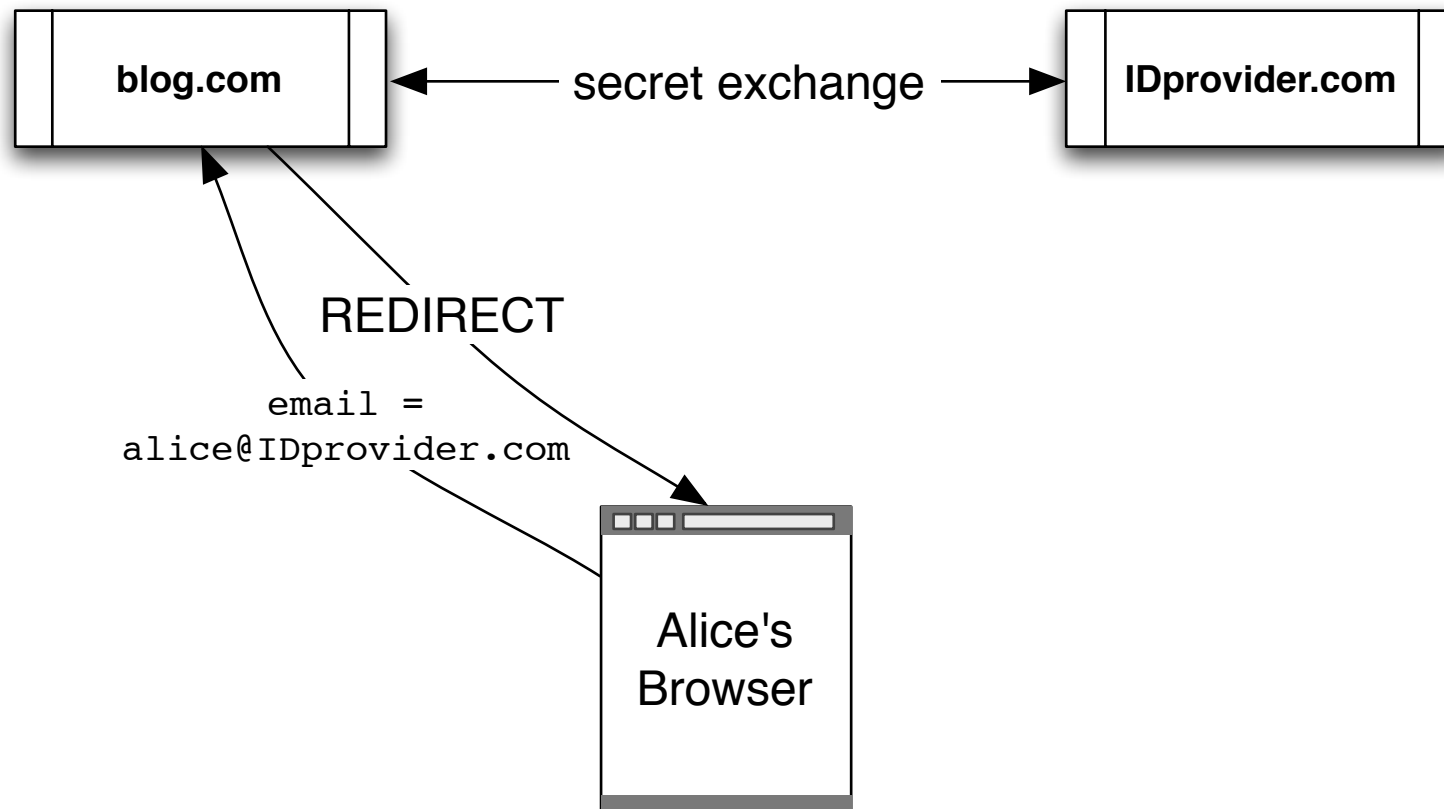 blog.com
secret exchange
IDprovider.com
REDIRECT
email =
alice@IDprovider.com
Alice's
Browser